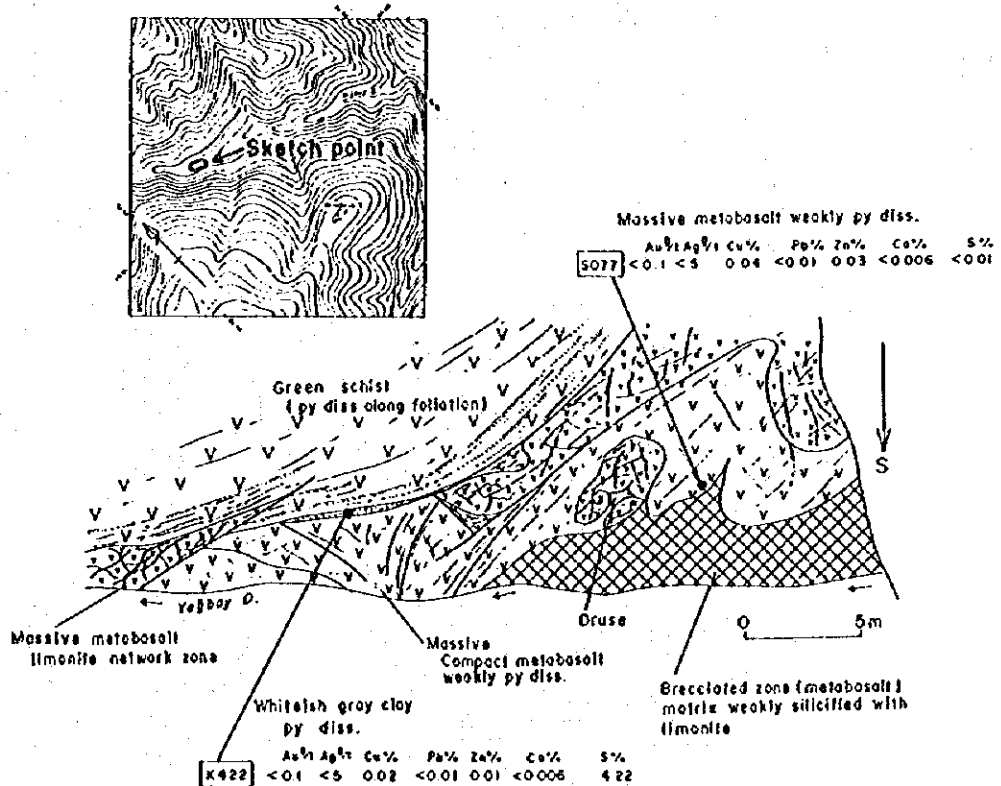 Sketch point
Massive metabasalt weakly py diss.
Au g/t Ag g/t Cu% Pb% Zn% Co% S%
S077 <0.1 <5 0.04 <0.01 0.03 <0.006 <0.01
Green schist
(py diss along foliation)
S
Yağbay D.
Druse
0 5m
Massive metabasalt
limonite network zone
Massive
Compact metabasalt
weakly py diss.
Brecciated zone (metabasalt)
matrix weakly silicified with
limonite
Whiteish gray clay
py diss.
Au g/t Ag g/t Cu% Pb% Zn% Co% S%
X422 <0.1 <5 0.02 <0.01 0.01 <0.006 4.22